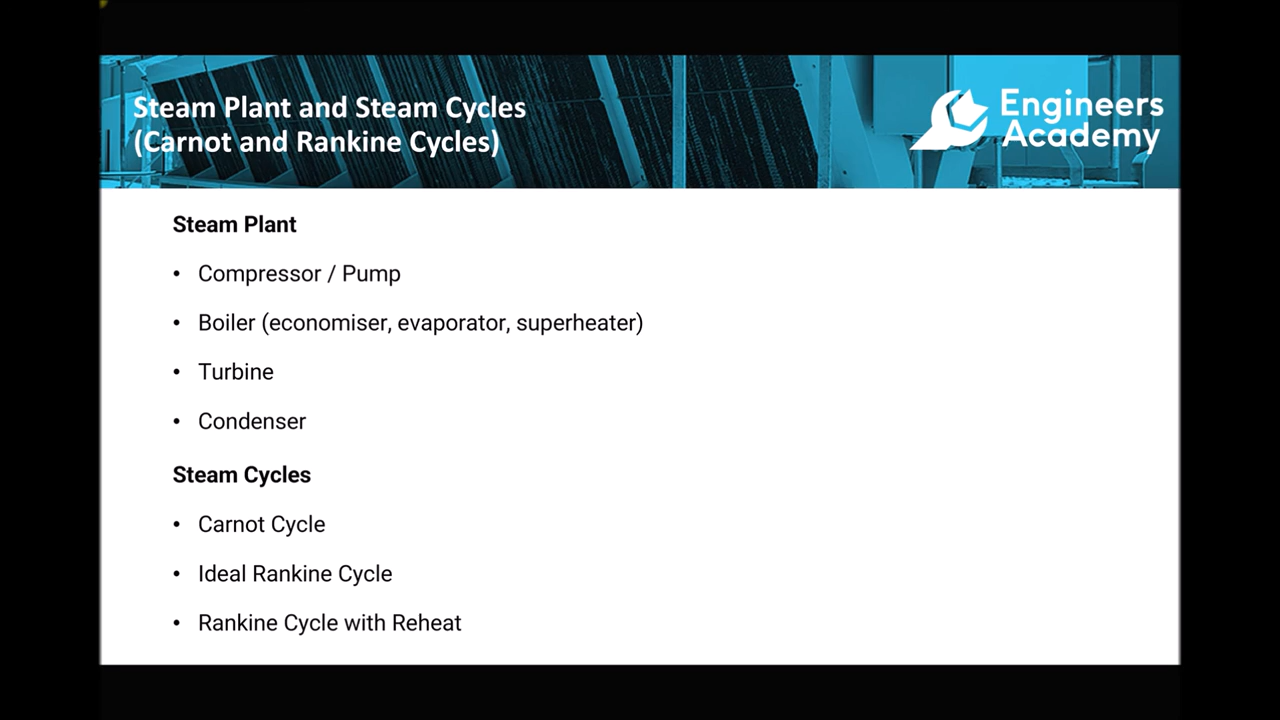 Steam Plant and Steam Cycles
(Carnot and Rankine Cycles)
Engineers
Academy
Steam Plant
• Compressor / Pump
• Boiler (economiser, evaporator, superheater)
• Turbine
• Condenser
Steam Cycles
• Carnot Cycle
• Ideal Rankine Cycle
• Rankine Cycle with Reheat